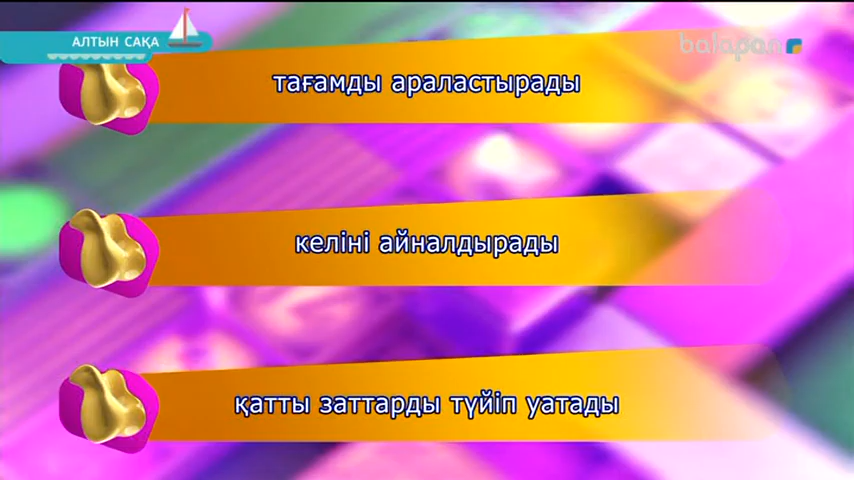 АЛТЫН САҚА
balapan
тағамды араластырады
келіні айналдырады
қатты заттарды түйіп уатады